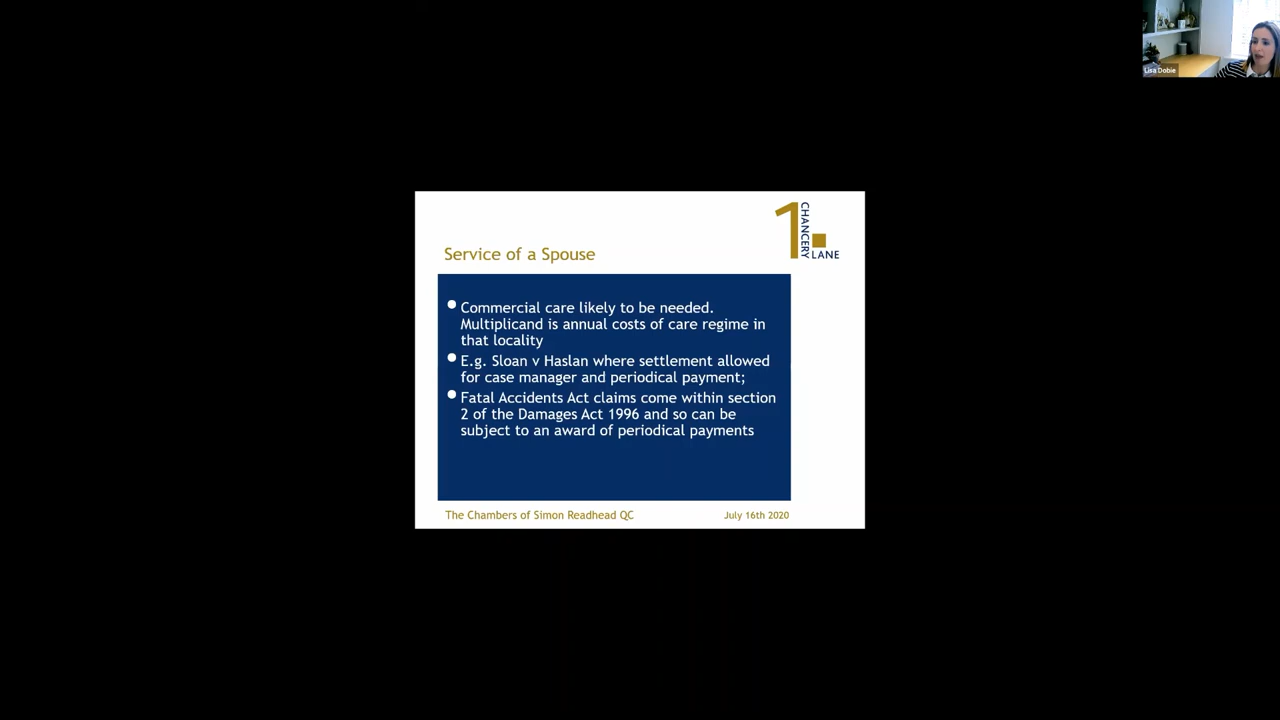 Lisa Dobie
1 CHANCERY LANE
Service of a Spouse
Commercial care likely to be needed.
Multiplicand is annual costs of care regime in
that locality
E.g. Sloan v Haslan where settlement allowed
for case manager and periodical payment;
Fatal Accidents Act claims come within section
2 of the Damages Act 1996 and so can be
subject to an award of periodical payments
The Chambers of Simon Readhead QC
July 16th 2020